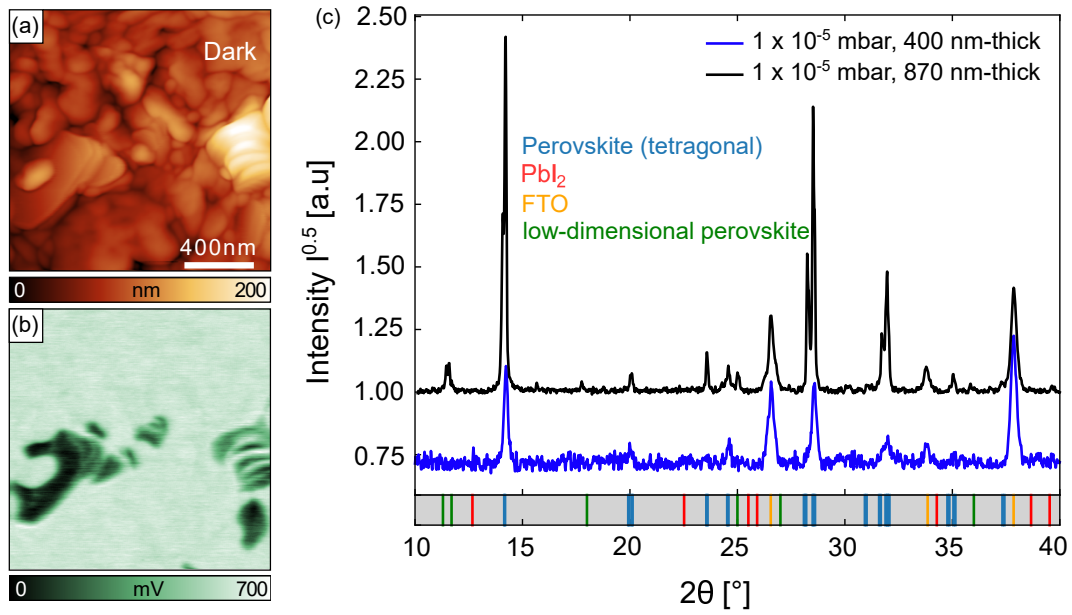 (a)
Dark
400nm
0 nm 200
(b)
0 mV 700
(c)
2.50
2.25
2.00
1.75
1.50
1.25
1.00
0.75
Intensity I^0.5 [a.u]
1 x 10^-5 mbar, 400 nm-thick
1 x 10^-5 mbar, 870 nm-thick
Perovskite (tetragonal)
PbI₂
FTO
low-dimensional perovskite
10 15 20 25 30 35 40
2θ [°]